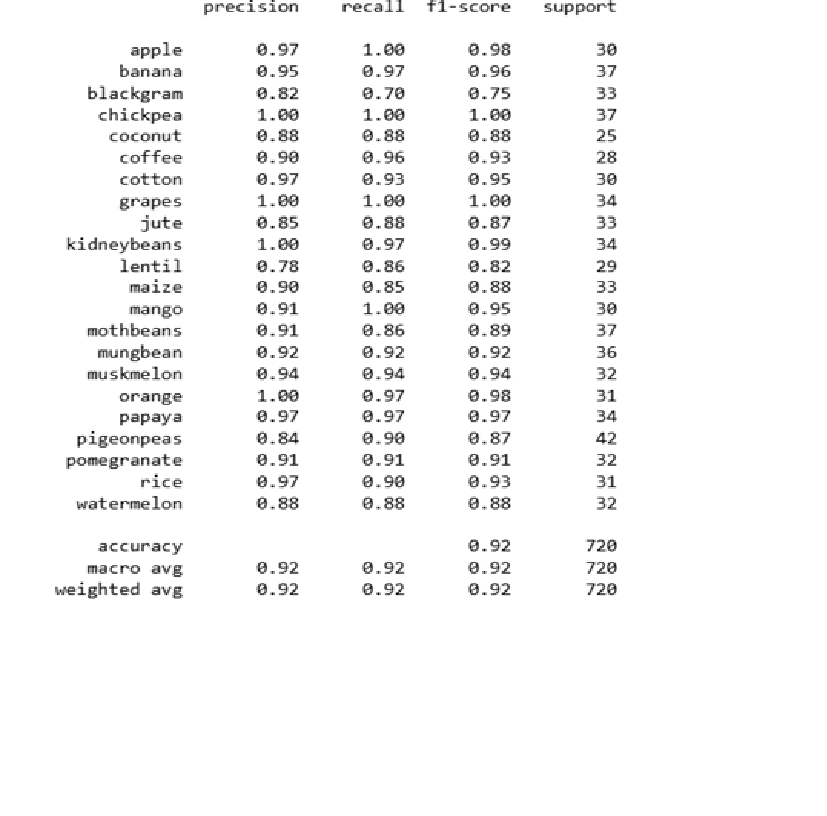 precision recall f1-score support
apple 0.97 1.00 0.98 30
banana 0.95 0.97 0.96 37
blackgram 0.82 0.70 0.75 33
chickpea 1.00 1.00 1.00 37
coconut 0.88 0.88 0.88 25
coffee 0.90 0.96 0.93 28
cotton 0.97 0.93 0.95 30
grapes 1.00 1.00 1.00 34
jute 0.85 0.88 0.87 33
kidneybeans 1.00 0.97 0.99 34
lentil 0.78 0.86 0.82 29
maize 0.90 0.85 0.88 33
mango 0.91 1.00 0.95 30
mothbeans 0.91 0.86 0.89 37
mungbean 0.92 0.92 0.92 36
muskmelon 0.94 0.94 0.94 32
orange 1.00 0.97 0.98 31
papaya 0.97 0.97 0.97 34
pigeonpeas 0.84 0.90 0.87 42
pomegranate 0.91 0.91 0.91 32
rice 0.97 0.90 0.93 31
watermelon 0.88 0.88 0.88 32
accuracy 0.92 720
macro avg 0.92 0.92 0.92 720
weighted avg 0.92 0.92 0.92 720